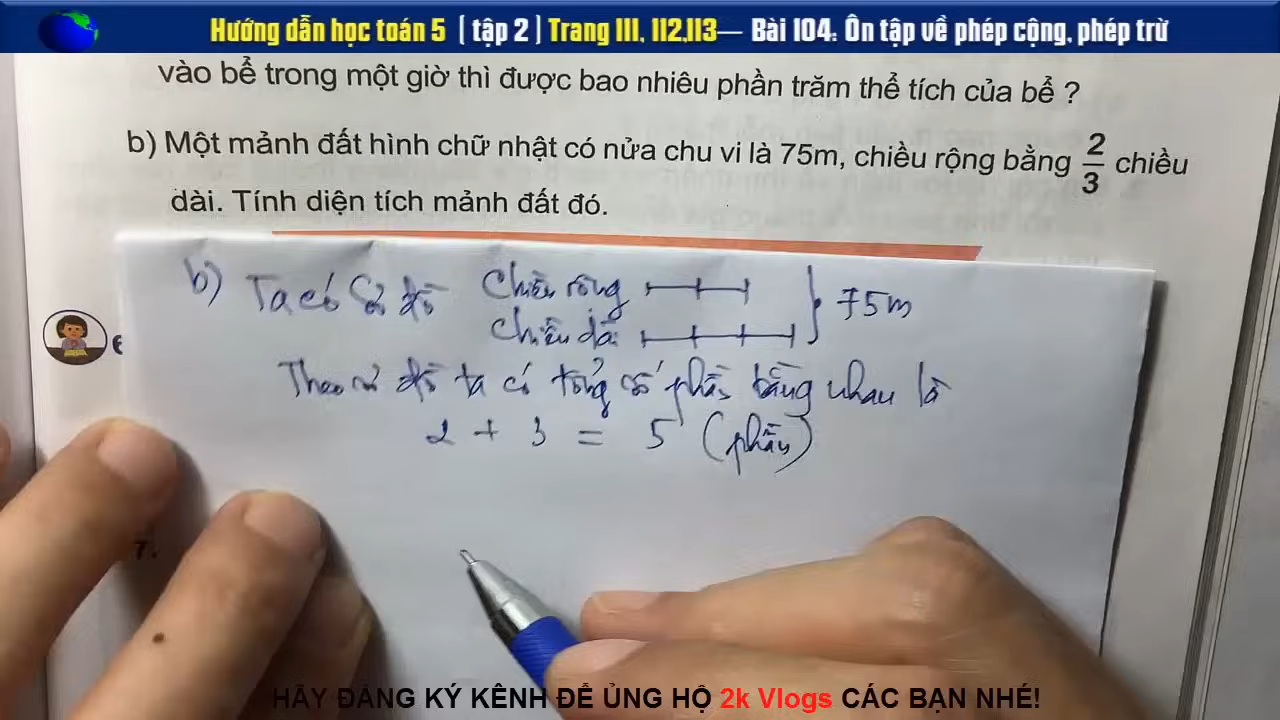 Hướng dẫn học toán 5 ( tập 2 ) Trang 111, 112,113— Bài 104: Ôn tập về phép cộng, phép trừ
vào bể trong một giờ thì được bao nhiêu phần trăm thể tích của bể ?
b) Một mảnh đất hình chữ nhật có nửa chu vi là 75m, chiều rộng bằng 2/3 chiều
dài. Tính diện tích mảnh đất đó.
b) Ta có sơ đồ Chiều rộng
75m
Chiều dài
Theo sơ đồ ta có tổng số phần bằng nhau là
2 + 3 = 5 (phần)
6
7.
HÃY ĐĂNG KÝ KÊNH ĐỂ ỦNG HỘ 2k Vlogs CÁC BẠN NHÉ!